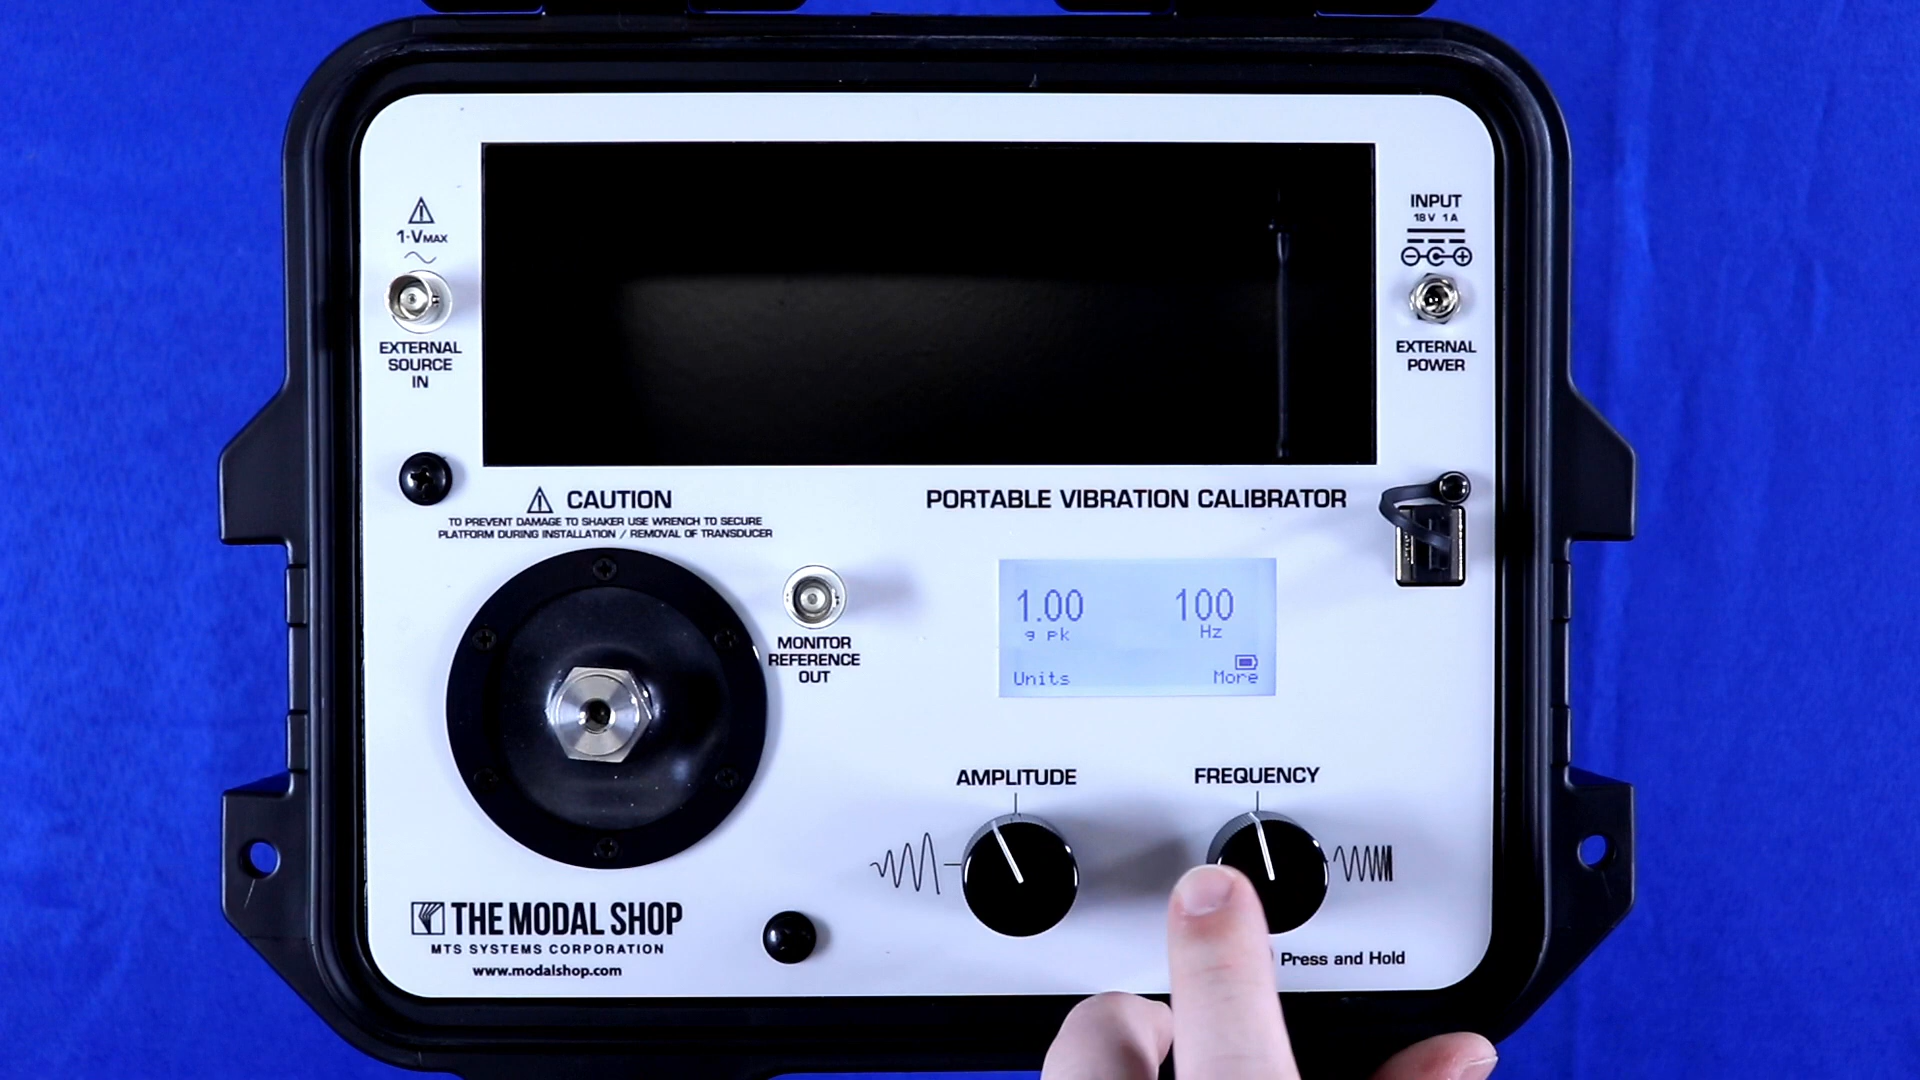 1-VMAX
EXTERNAL
SOURCE
IN
INPUT
18V 1A
EXTERNAL
POWER
CAUTION
TO PREVENT DAMAGE TO SHAKER USE WRENCH TO SECURE
PLATFORM DURING INSTALLATION / REMOVAL OF TRANSDUCER
PORTABLE VIBRATION CALIBRATOR
MONITOR
REFERENCE
OUT
1.00 100
g pk Hz
Units More
AMPLITUDE
FREQUENCY
Press and Hold
THE MODAL SHOP
MTS SYSTEMS CORPORATION
www.modalshop.com